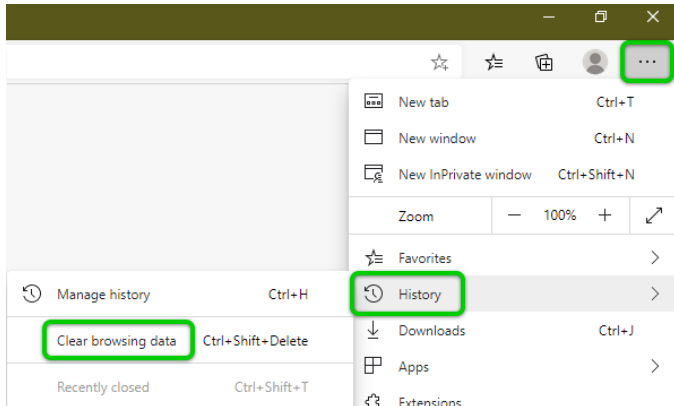 New tab Ctrl+T
New window Ctrl+N
New InPrivate window Ctrl+Shift+N
Zoom 100%
Favorites
Manage history Ctrl+H
History
Clear browsing data Ctrl+Shift+Delete
Downloads Ctrl+J
Recently closed Ctrl+Shift+T
Apps
Extensions